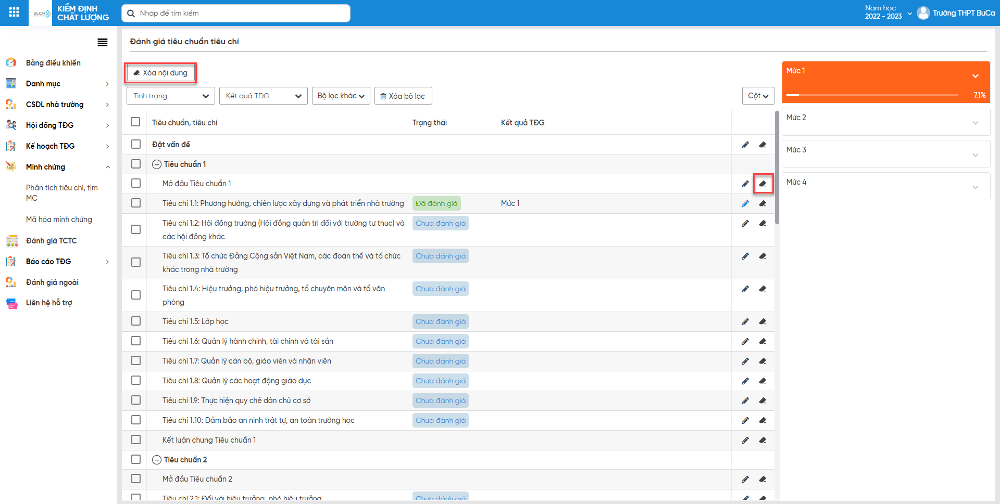 BUCA
KIỂM ĐỊNH
CHẤT LƯỢNG
Nhập để tìm kiếm
Năm học
2022 - 2023
Trường THPT BuCa
Bảng điều khiển
Danh mục
CSDL nhà trường
Hội đồng TĐG
Kế hoạch TĐG
Minh chứng
Phân tích tiêu chí, tìm
MC
Mã hóa minh chứng
Đánh giá TCTC
Báo cáo TĐG
Đánh giá ngoài
Liên hệ hỗ trợ
Đánh giá tiêu chuẩn tiêu chí
Xóa nội dung
Tình trạng
Kết quả TĐG
Bộ lọc khác
Xóa bộ lọc
Cột
Tiêu chuẩn, tiêu chí
Trạng thái
Kết quả TĐG
Đặt vấn đề
Tiêu chuẩn 1
Mở đầu Tiêu chuẩn 1
Tiêu chí 1.1: Phương hướng, chiến lược xây dựng và phát triển nhà trường
Đã đánh giá
Mức 1
Tiêu chí 1.2: Hội đồng trường (Hội đồng quản trị đối với trường tư thục) và
các hội đồng khác
Chưa đánh giá
Tiêu chí 1.3: Tổ chức Đảng Cộng sản Việt Nam, các đoàn thể và tổ chức
khác trong nhà trường
Chưa đánh giá
Tiêu chí 1.4: Hiệu trưởng, phó hiệu trưởng, tổ chuyên môn và tổ văn
phòng
Chưa đánh giá
Tiêu chí 1.5: Lớp học
Chưa đánh giá
Tiêu chí 1.6: Quản lý hành chính, tài chính và tài sản
Chưa đánh giá
Tiêu chí 1.7: Quản lý cán bộ, giáo viên và nhân viên
Chưa đánh giá
Tiêu chí 1.8: Quản lý các hoạt động giáo dục
Chưa đánh giá
Tiêu chí 1.9: Thực hiện quy chế dân chủ cơ sở
Chưa đánh giá
Tiêu chí 1.10: Đảm bảo an ninh trật tự, an toàn trường học
Chưa đánh giá
Kết luận chung Tiêu chuẩn 1
Tiêu chuẩn 2
Mở đầu Tiêu chuẩn 2
Tiêu chí 2.1: Đối với hiệu trưởng, phó hiệu trưởng
Chưa đánh giá
Mức 1
7.1%
Mức 2
Mức 3
Mức 4